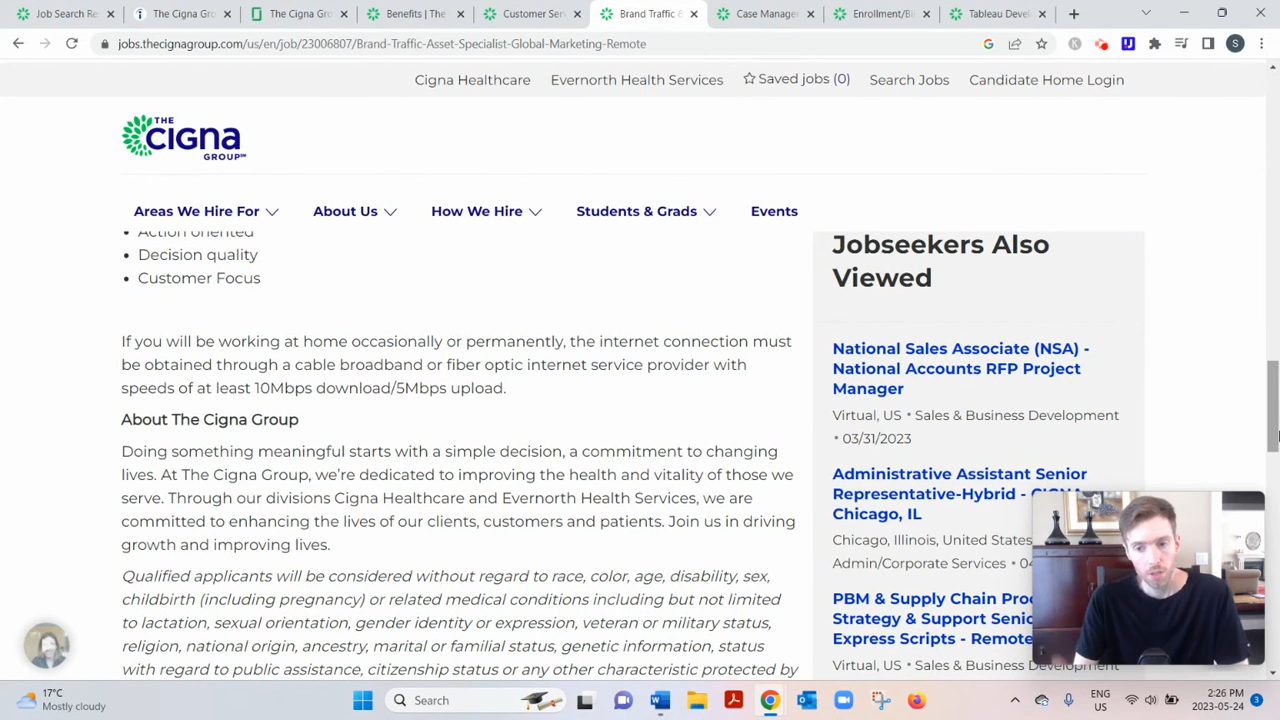 Job Search Re
The Cigna Gro
The Cigna Gr
Benefits | The
Customer Ser
Brand Traffic &
Case Manage
Enrollment/Bi
Tableau Devel
jobs.thecignagroup.com/us/en/job/23006807/Brand-Traffic-Asset-Specialist-Global-Marketing-Remote
S
Cigna Healthcare Evernorth Health Services Saved jobs (0) Search Jobs Candidate Home Login
THE
cigna
GROUP
Areas We Hire For About Us How We Hire Students & Grads Events
• Action oriented
• Decision quality
• Customer Focus
If you will be working at home occasionally or permanently, the internet connection must
be obtained through a cable broadband or fiber optic internet service provider with
speeds of at least 10Mbps download/5Mbps upload.
About The Cigna Group
Doing something meaningful starts with a simple decision, a commitment to changing
lives. At The Cigna Group, we're dedicated to improving the health and vitality of those we
serve. Through our divisions Cigna Healthcare and Evernorth Health Services, we are
committed to enhancing the lives of our clients, customers and patients. Join us in driving
growth and improving lives.
Qualified applicants will be considered without regard to race, color, age, disability, sex,
childbirth (including pregnancy) or related medical conditions including but not limited
to lactation, sexual orientation, gender identity or expression, veteran or military status,
religion, national origin, ancestry, marital or familial status, genetic information, status
with regard to public assistance, citizenship status or any other characteristic protected by
Jobseekers Also
Viewed
National Sales Associate (NSA) -
National Accounts RFP Project
Manager
Virtual, US • Sales & Business Development
• 03/31/2023
Administrative Assistant Senior
Representative-Hybrid -
Chicago, IL
Chicago, Illinois, United States
Admin/Corporate Services • 04
PBM & Supply Chain Pro
Strategy & Support Seni
Express Scripts - Remote
Virtual, US • Sales & Business Development
17°C
Mostly cloudy
Search
ENG
US
2:26 PM
2023-05-24
3